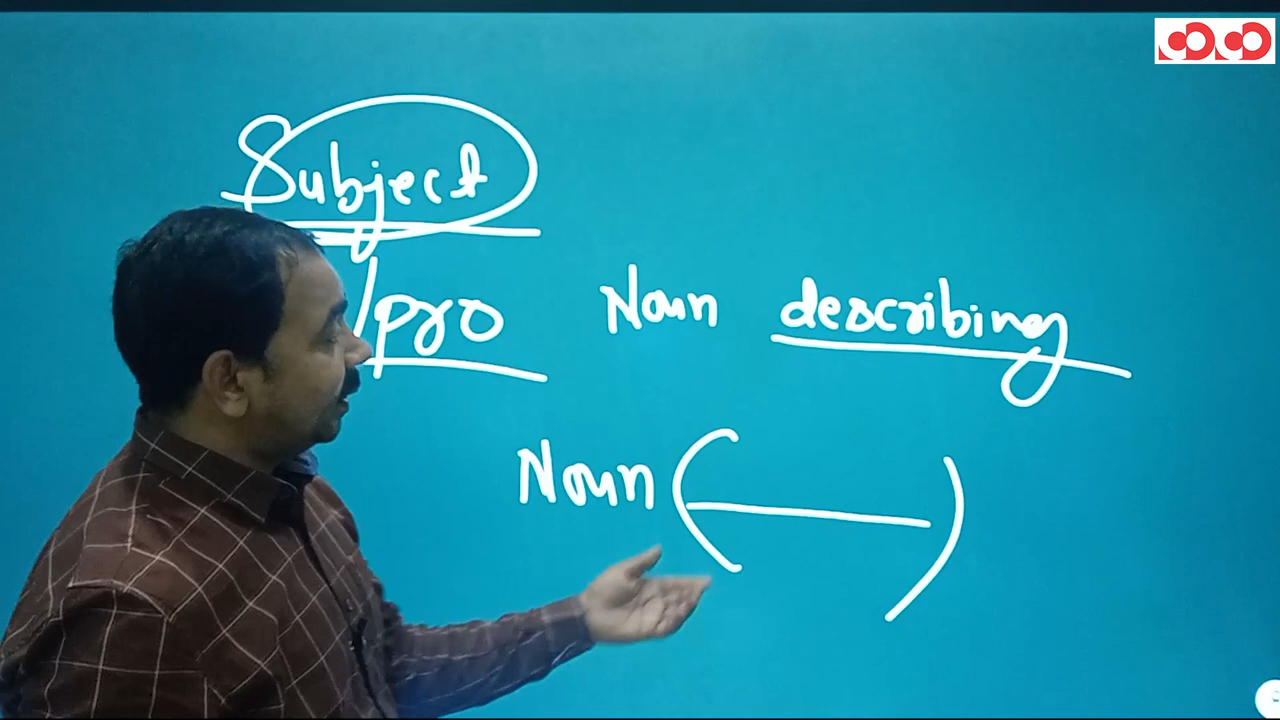 Subject
/pro Noun describing
Noun ( — )